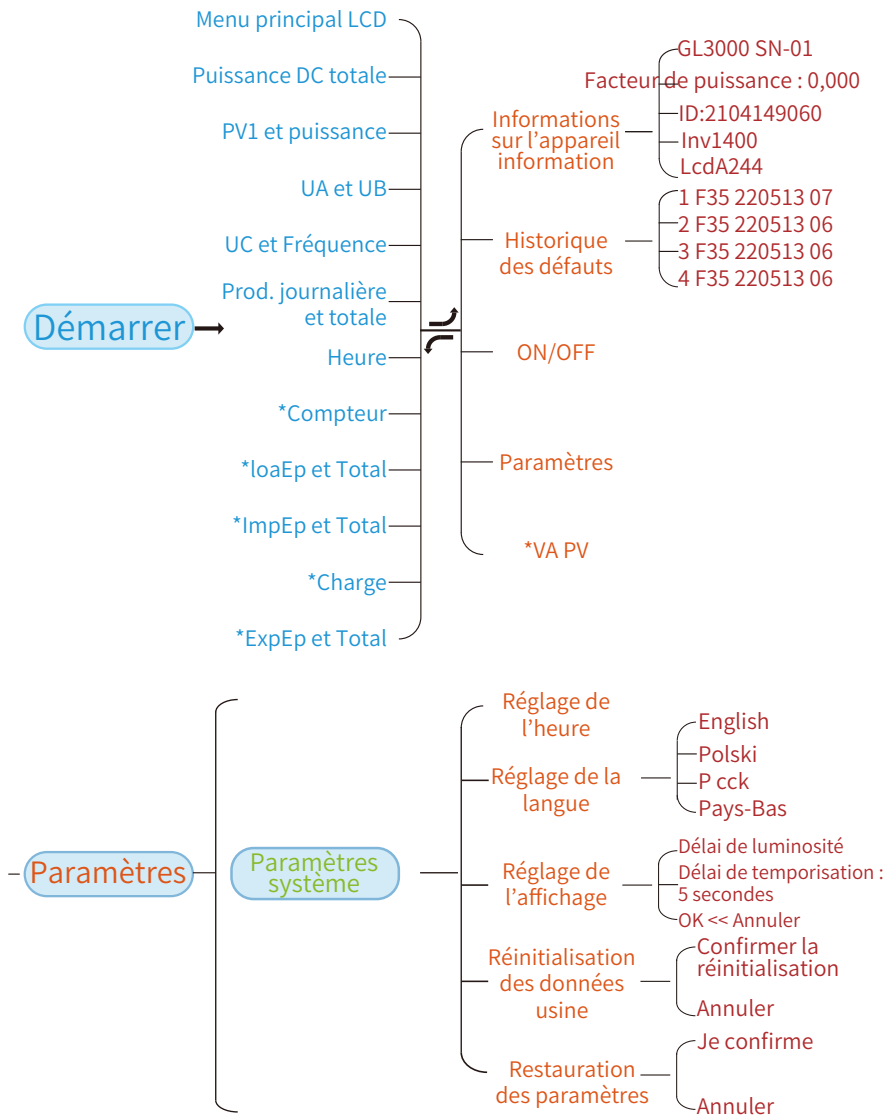 Démarrer
Menu principal LCD
Puissance DC totale
PV1 et puissance
UA et UB
UC et Fréquence
Prod. journalière
et totale
Heure
*Compteur
*loaEp et Total
*ImpEp et Total
*Charge
*ExpEp et Total
Informations
sur l'appareil
information
GL3000 SN-01
Facteur de puissance : 0,000
ID:2104149060
Inv1400
LcdA244
Historique
des défauts
1 F35 220513 07
2 F35 220513 06
3 F35 220513 06
4 F35 220513 06
ON/OFF
Paramètres
*VA PV
Paramètres
Paramètres
système
Réglage de
l'heure
Réglage de la
langue
English
Polski
P cck
Pays-Bas
Réglage de
l'affichage
Délai de luminosité
Délai de temporisation :
5 secondes
OK << Annuler
Réinitialisation
des données
usine
Confirmer la
réinitialisation
Annuler
Restauration
des paramètres
Je confirme
Annuler